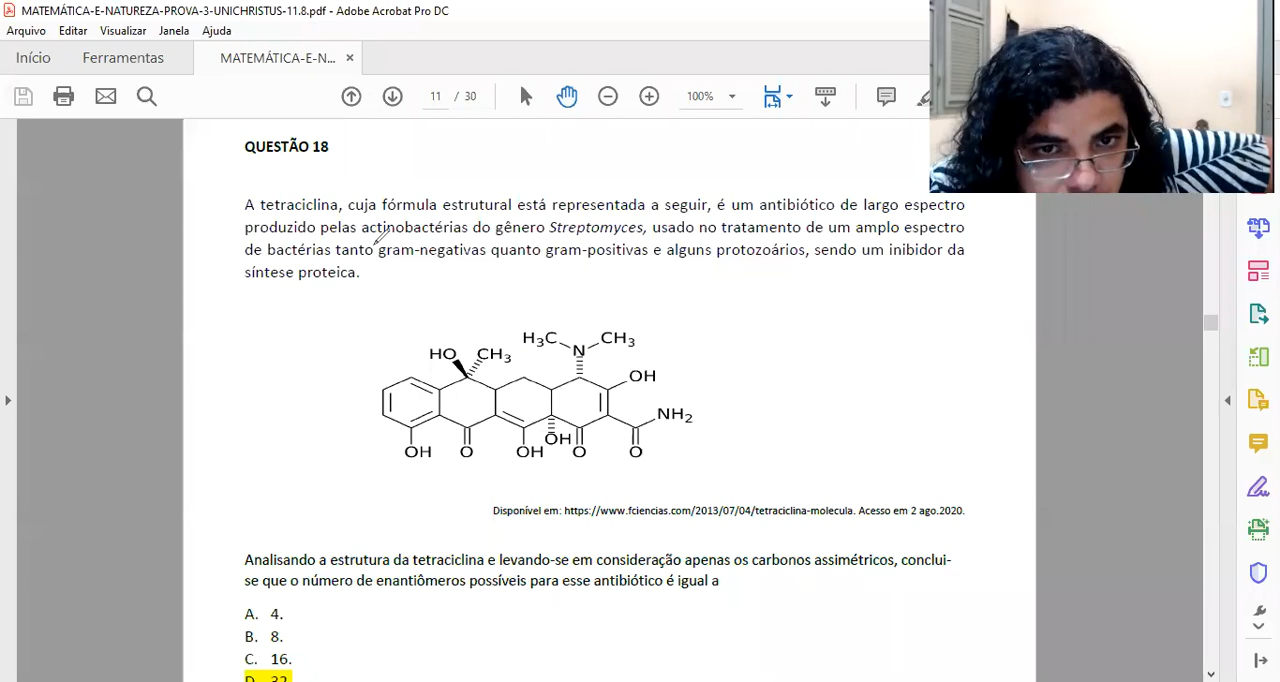 MATEMÁTICA-E-NATUREZA-PROVA-3-UNICHRISTUS-11.8.pdf - Adobe Acrobat Pro DC
Arquivo Editar Visualizar Janela Ajuda
Início Ferramentas MATEMÁTICA-E-N... ×
11 / 30 100%
QUESTÃO 18
A tetraciclina, cuja fórmula estrutural está representada a seguir, é um antibiótico de largo espectro
produzido pelas actinobactérias do gênero Streptomyces, usado no tratamento de um amplo espectro
de bactérias tanto gram-negativas quanto gram-positivas e alguns protozoários, sendo um inibidor da
síntese proteica.
H3C CH3
HO CH3 N
OH
NH2
OH
OH O OH O O
Disponível em: https://www.fciencias.com/2013/07/04/tetraciclina-molecula. Acesso em 2 ago.2020.
Analisando a estrutura da tetraciclina e levando-se em consideração apenas os carbonos assimétricos, conclui-
se que o número de enantiômeros possíveis para esse antibiótico é igual a
A. 4.
B. 8.
C. 16.
D. 32.